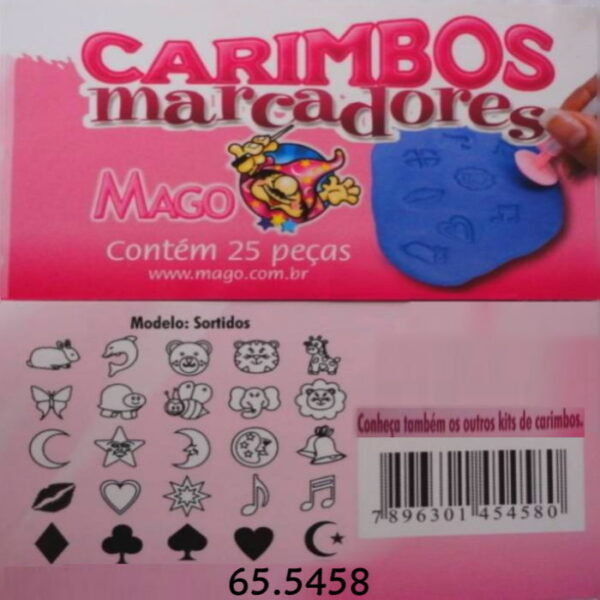 CARIMBOS
marcadores
MAGO
Contém 25 peças
www.mago.com.br
Modelo: Sortidos
Conheça também os outros kits de carimbos.
7 896301 454580
65.5458